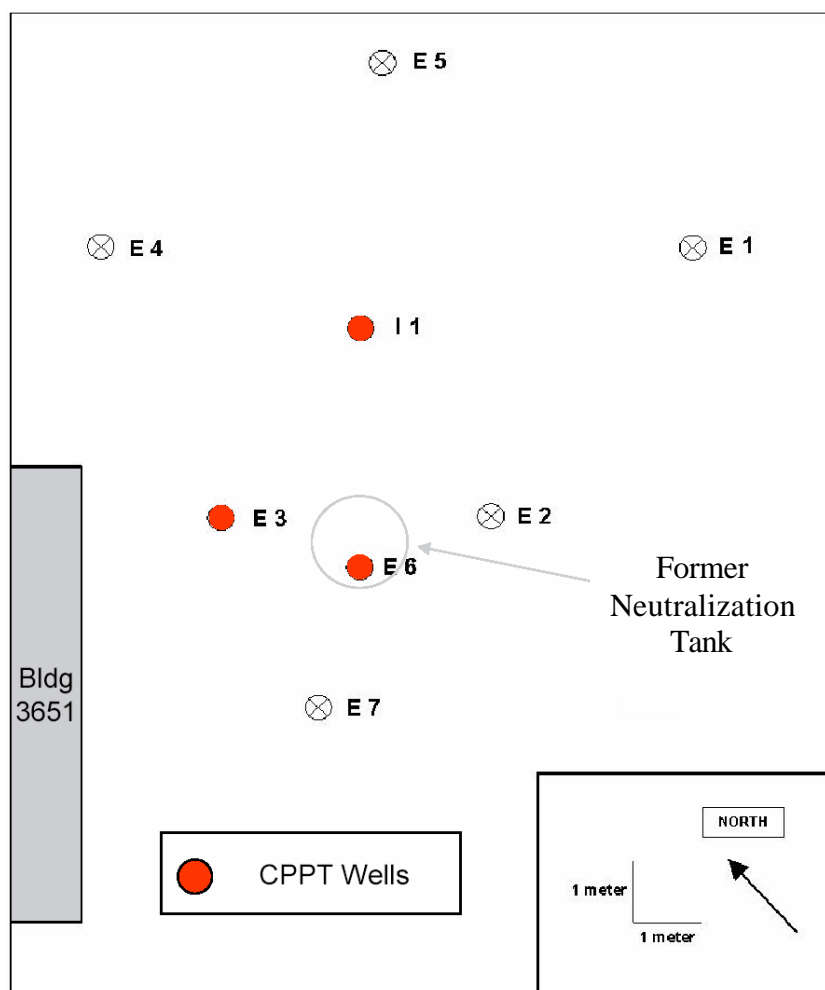 E 5
E 4
E 1
I 1
E 3
E 2
E 6
Former
Neutralization
Tank
Bldg
3651
E 7
NORTH
1 meter
1 meter
CPPT Wells